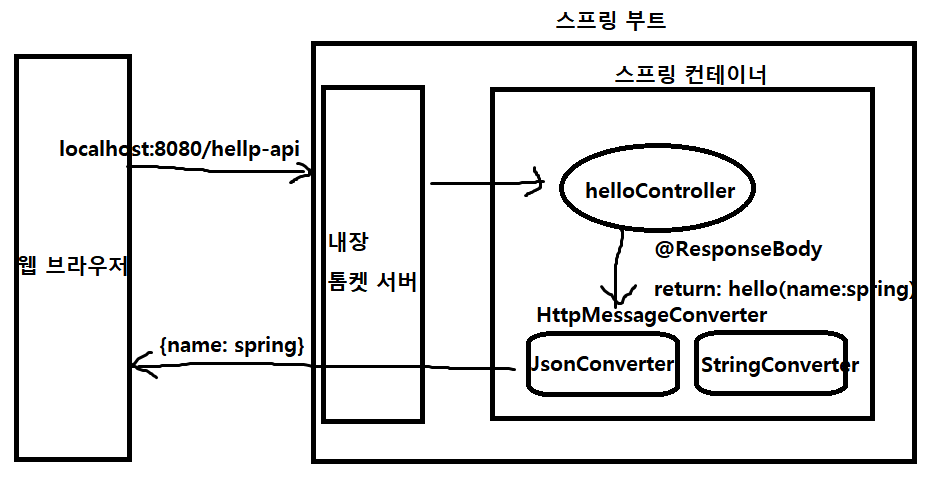 스프링 부트
스프링 컨테이너
localhost:8080/hellp-api
helloController
웹 브라우저
내장
톰켓 서버
@ResponseBody
return: hello(name:spring)
HttpMessageConverter
{name: spring}
JsonConverter
StringConverter